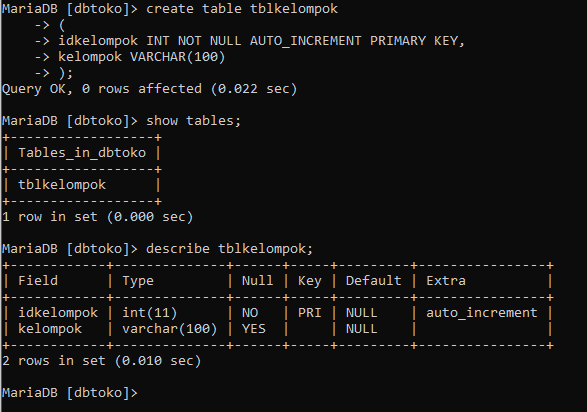 MariaDB [dbtoko]> create table tblkelompok
    -> (
    -> idkelompok INT NOT NULL AUTO_INCREMENT PRIMARY KEY,
    -> kelompok VARCHAR(100)
    -> );
Query OK, 0 rows affected (0.022 sec)

MariaDB [dbtoko]> show tables;
+------------------+
| Tables_in_dbtoko |
+------------------+
| tblkelompok      |
+------------------+
1 row in set (0.000 sec)

MariaDB [dbtoko]> describe tblkelompok;
+------------+--------------+------+-----+---------+----------------+
| Field      | Type         | Null | Key | Default | Extra          |
+------------+--------------+------+-----+---------+----------------+
| idkelompok | int(11)      | NO   | PRI | NULL    | auto_increment |
| kelompok   | varchar(100) | YES  |     | NULL    |                |
+------------+--------------+------+-----+---------+----------------+
2 rows in set (0.010 sec)

MariaDB [dbtoko]>